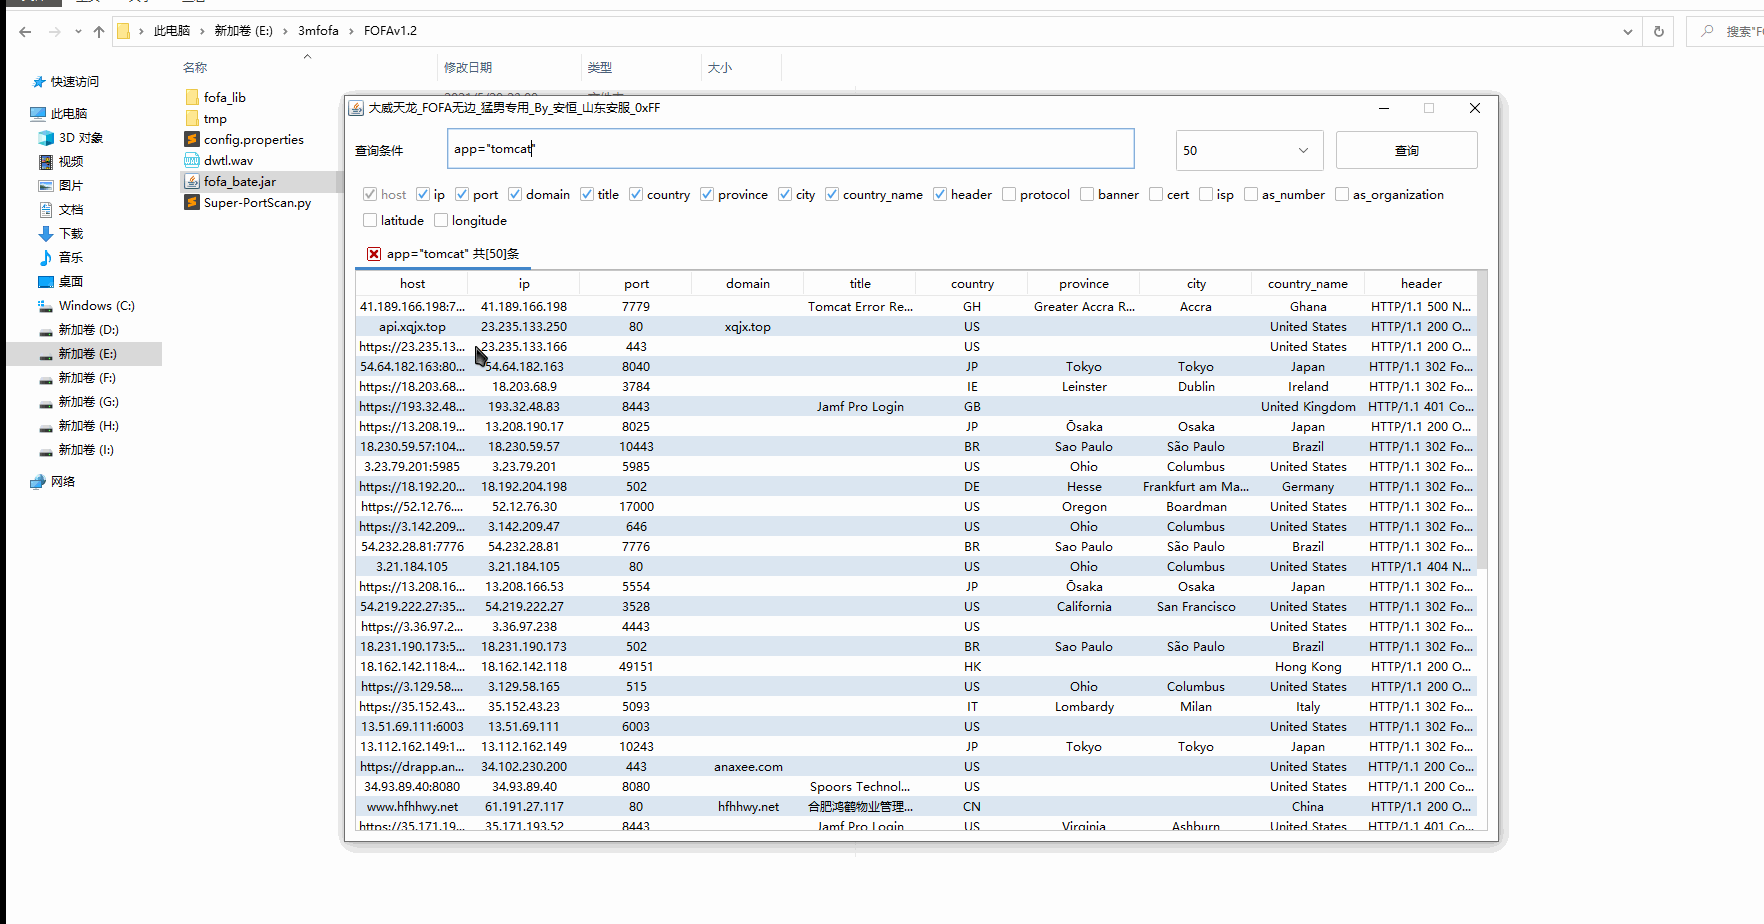 此电脑 › 新加卷 (E:) › 3mfofa › FOFAv1.2
搜索"F
名称 修改日期 类型 大小
快速访问
此电脑
3D 对象
视频
图片
文档
下载
音乐
桌面
Windows (C:)
新加卷 (D:)
新加卷 (E:)
新加卷 (F:)
新加卷 (G:)
新加卷 (H:)
新加卷 (I:)
网络
fofa_lib
tmp
config.properties
dwtl.wav
fofa_bate.jar
Super-PortScan.py
大威天龙_FOFA无边_猛男专用_By_安恒_山东安服_0xFF
查询条件 app="tomcat" 50 查询
host ip port domain title country province city country_name header protocol banner cert isp as_number as_organization
latitude longitude
app="tomcat" 共[50]条
host ip port domain title country province city country_name header
41.189.166.198:7... 41.189.166.198 7779 Tomcat Error Re... GH Greater Accra R... Accra Ghana HTTP/1.1 500 N...
api.xqjx.top 23.235.133.250 80 xqjx.top US United States HTTP/1.1 200 O...
https://23.235.13... 23.235.133.166 443 US United States HTTP/1.1 200 O...
54.64.182.163:80... 54.64.182.163 8040 JP Tokyo Tokyo Japan HTTP/1.1 302 Fo...
https://18.203.68... 18.203.68.9 3784 IE Leinster Dublin Ireland HTTP/1.1 302 Fo...
https://193.32.48... 193.32.48.83 8443 Jamf Pro Login GB United Kingdom HTTP/1.1 401 Co...
https://13.208.19... 13.208.190.17 8025 JP Ōsaka Osaka Japan HTTP/1.1 200 O...
18.230.59.57:104... 18.230.59.57 10443 BR Sao Paulo São Paulo Brazil HTTP/1.1 302 Fo...
3.23.79.201:5985 3.23.79.201 5985 US Ohio Columbus United States HTTP/1.1 302 Fo...
https://18.192.20... 18.192.204.198 502 DE Hesse Frankfurt am Ma... Germany HTTP/1.1 302 Fo...
https://52.12.76.... 52.12.76.30 17000 US Oregon Boardman United States HTTP/1.1 302 Fo...
https://3.142.209... 3.142.209.47 646 US Ohio Columbus United States HTTP/1.1 302 Fo...
54.232.28.81:7776 54.232.28.81 7776 BR Sao Paulo São Paulo Brazil HTTP/1.1 302 Fo...
3.21.184.105 3.21.184.105 80 US Ohio Columbus United States HTTP/1.1 404 N...
https://13.208.16... 13.208.166.53 5554 JP Ōsaka Osaka Japan HTTP/1.1 302 Fo...
54.219.222.27:35... 54.219.222.27 3528 US California San Francisco United States HTTP/1.1 302 Fo...
https://3.36.97.2... 3.36.97.238 4443 US United States HTTP/1.1 302 Fo...
18.231.190.173:5... 18.231.190.173 502 BR Sao Paulo São Paulo Brazil HTTP/1.1 302 Fo...
18.162.142.118:4... 18.162.142.118 49151 HK Hong Kong HTTP/1.1 200 O...
https://3.129.58.... 3.129.58.165 515 US Ohio Columbus United States HTTP/1.1 200 O...
https://35.152.43... 35.152.43.23 5093 IT Lombardy Milan Italy HTTP/1.1 302 Fo...
13.51.69.111:6003 13.51.69.111 6003 US United States HTTP/1.1 302 Fo...
13.112.162.149:1... 13.112.162.149 10243 JP Tokyo Tokyo Japan HTTP/1.1 302 Fo...
https://drapp.an... 34.102.230.200 443 anaxee.com US United States HTTP/1.1 200 Co...
34.93.89.40:8080 34.93.89.40 8080 Spoors Technol... US United States HTTP/1.1 200 Co...
www.hfhhwy.net 61.191.27.117 80 hfhhwy.net 合肥鸿鹤物业管理... CN China HTTP/1.1 200 O...
https://35.171.19... 35.171.193.52 8443 Jamf Pro Login US Virginia Ashburn United States HTTP/1.1 401 Co...